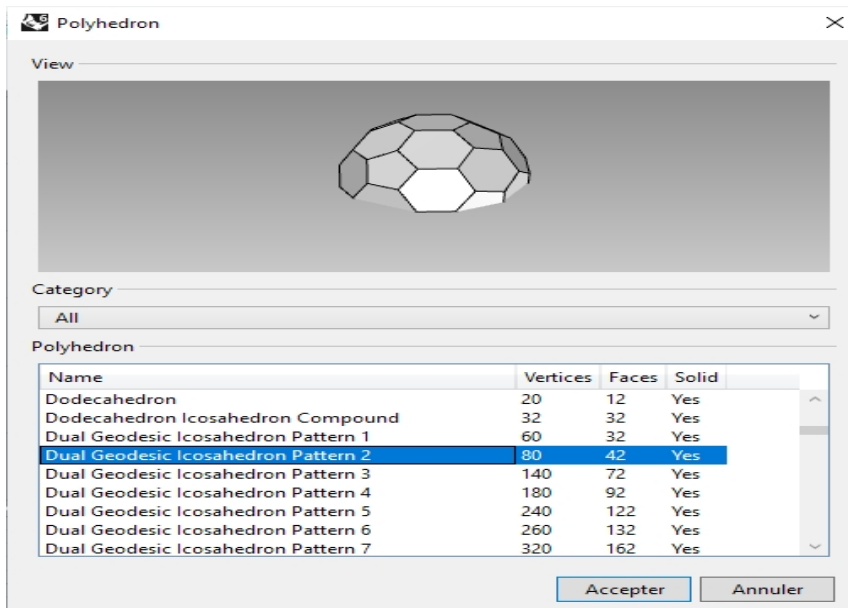 Polyhedron
View
Category
All
Polyhedron
Name Vertices Faces Solid
Dodecahedron 20 12 Yes
Dodecahedron Icosahedron Compound 32 32 Yes
Dual Geodesic Icosahedron Pattern 1 60 32 Yes
Dual Geodesic Icosahedron Pattern 2 80 42 Yes
Dual Geodesic Icosahedron Pattern 3 140 72 Yes
Dual Geodesic Icosahedron Pattern 4 180 92 Yes
Dual Geodesic Icosahedron Pattern 5 240 122 Yes
Dual Geodesic Icosahedron Pattern 6 260 132 Yes
Dual Geodesic Icosahedron Pattern 7 320 162 Yes
Accepter Annuler